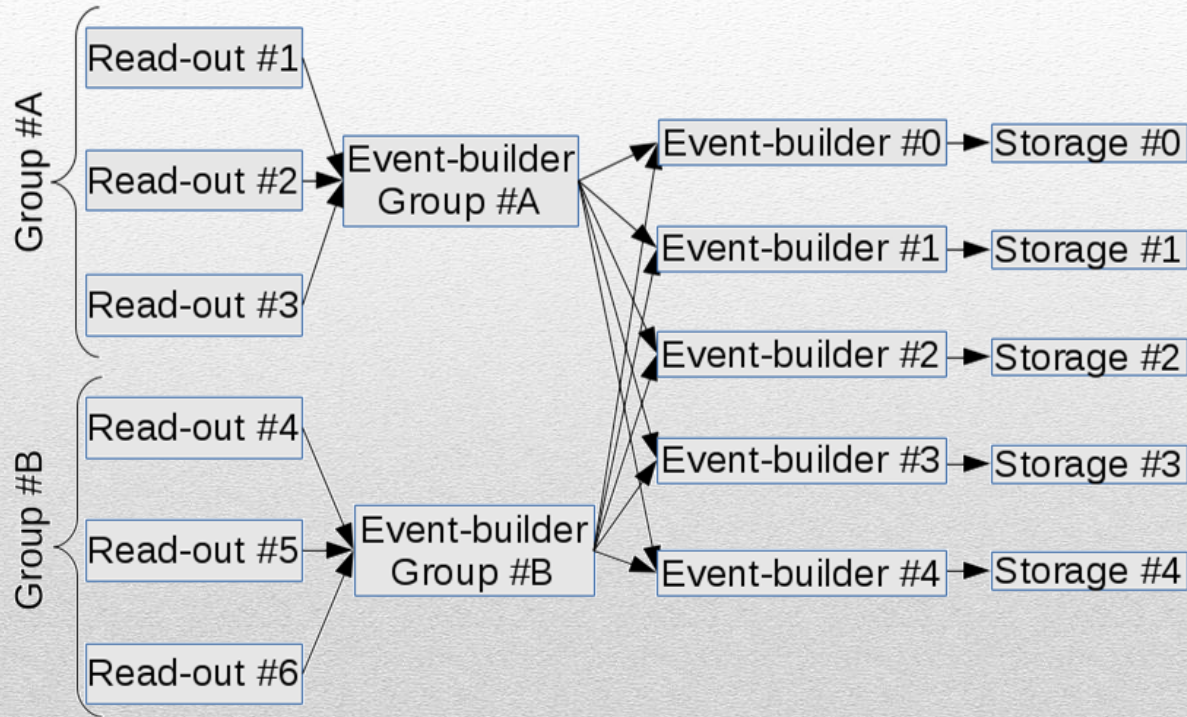 Group #A
Read-out #1
Read-out #2
Read-out #3
Group #B
Read-out #4
Read-out #5
Read-out #6
Event-builder
Group #A
Event-builder
Group #B
Event-builder #0
Event-builder #1
Event-builder #2
Event-builder #3
Event-builder #4
Storage #0
Storage #1
Storage #2
Storage #3
Storage #4